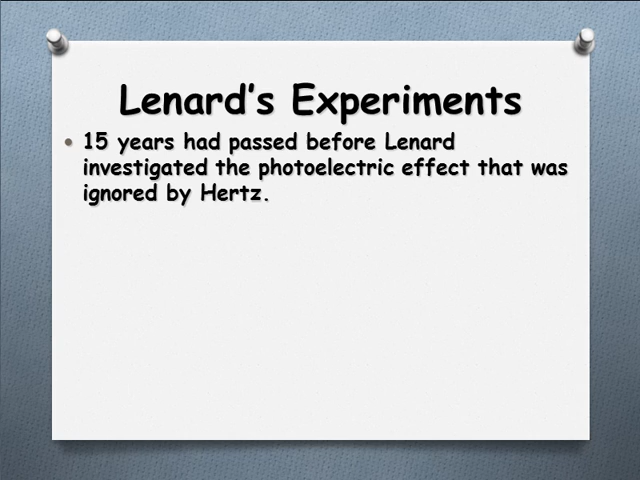 Lenard's Experiments
• 15 years had passed before Lenard
investigated the photoelectric effect that was
ignored by Hertz.